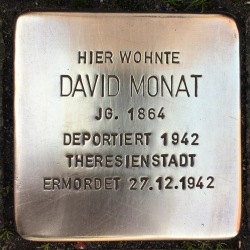 HIER WOHNTE
DAVID MONAT
JG. 1864
DEPORTIERT 1942
THERESIENSTADT
ERMORDET 27.12.1942